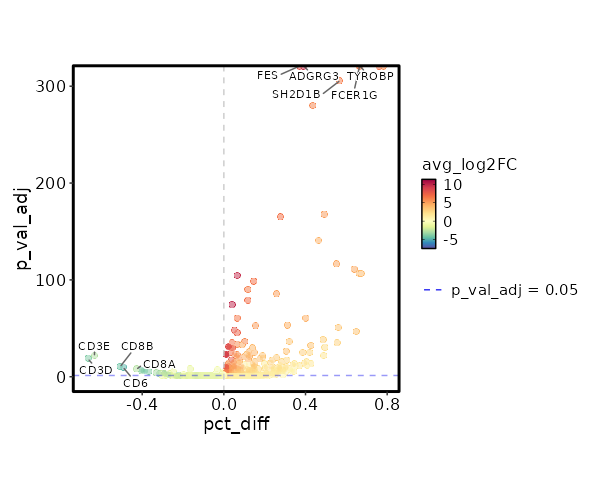 FES
ADGRG3
TYROBP
SH2D1B
FCER1G
CD3E
CD8B
CD3D
CD8A
CD6
300
200
100
0
-0.4
0.0
0.4
0.8
p_val_adj
pct_diff
avg_log2FC
10
5
0
-5
p_val_adj = 0.05